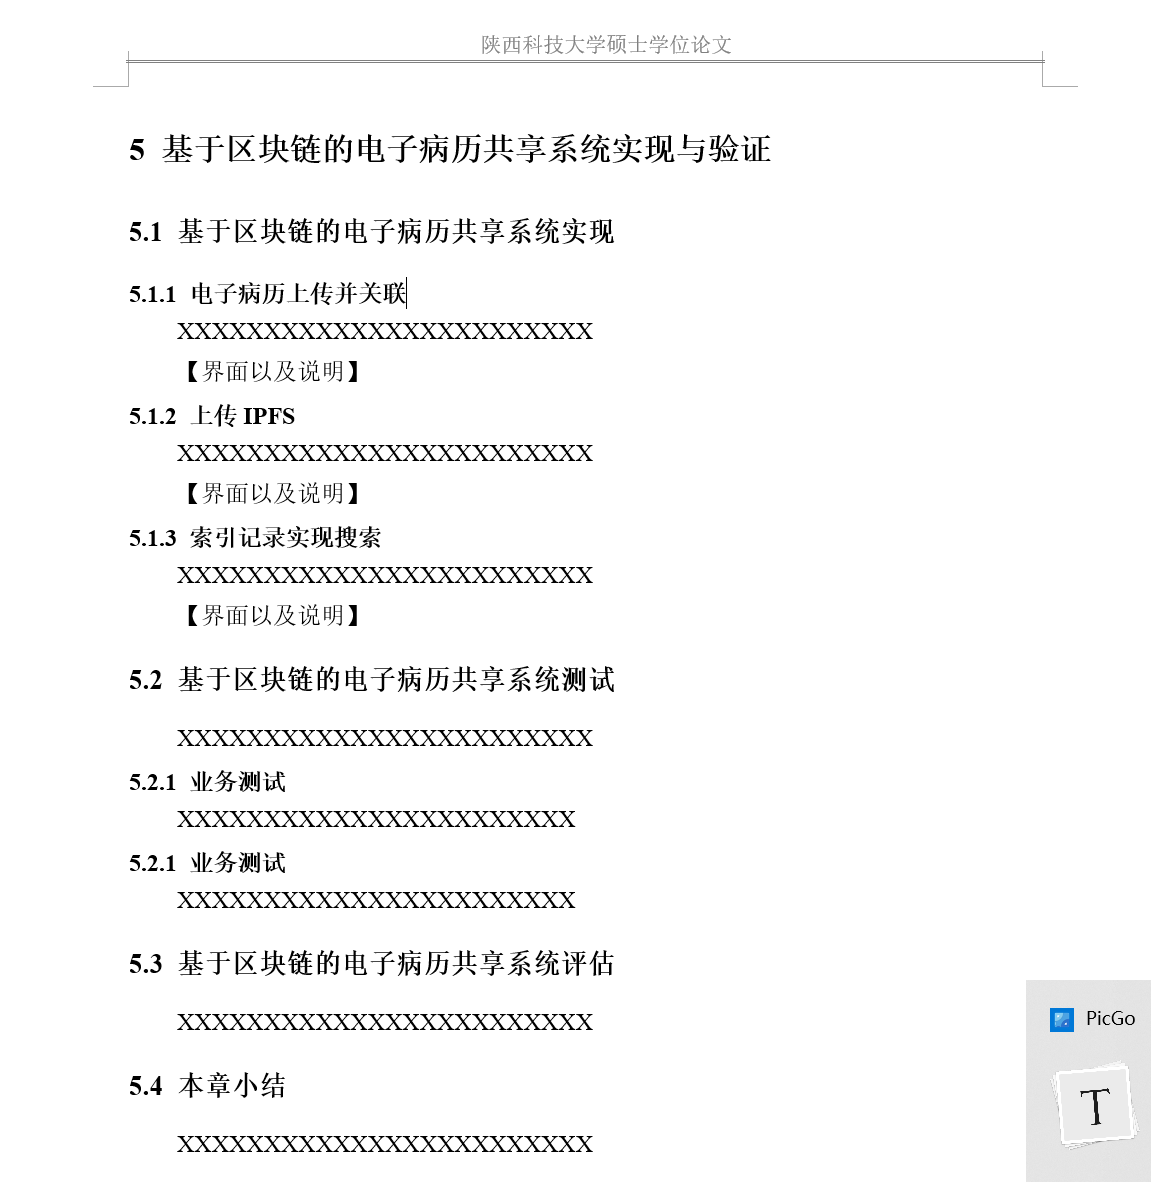 陕西科技大学硕士学位论文
5 基于区块链的电子病历共享系统实现与验证
5.1 基于区块链的电子病历共享系统实现
5.1.1 电子病历上传并关联
XXXXXXXXXXXXXXXXXXXXXXXX
【界面以及说明】
5.1.2 上传 IPFS
XXXXXXXXXXXXXXXXXXXXXXXX
【界面以及说明】
5.1.3 索引记录实现搜索
XXXXXXXXXXXXXXXXXXXXXXXX
【界面以及说明】
5.2 基于区块链的电子病历共享系统测试
XXXXXXXXXXXXXXXXXXXXXXXX
5.2.1 业务测试
XXXXXXXXXXXXXXXXXXXXXXX
5.2.1 业务测试
XXXXXXXXXXXXXXXXXXXXXXX
5.3 基于区块链的电子病历共享系统评估
XXXXXXXXXXXXXXXXXXXXXXXX
PicGo
5.4 本章小结
T
XXXXXXXXXXXXXXXXXXXXXXXX